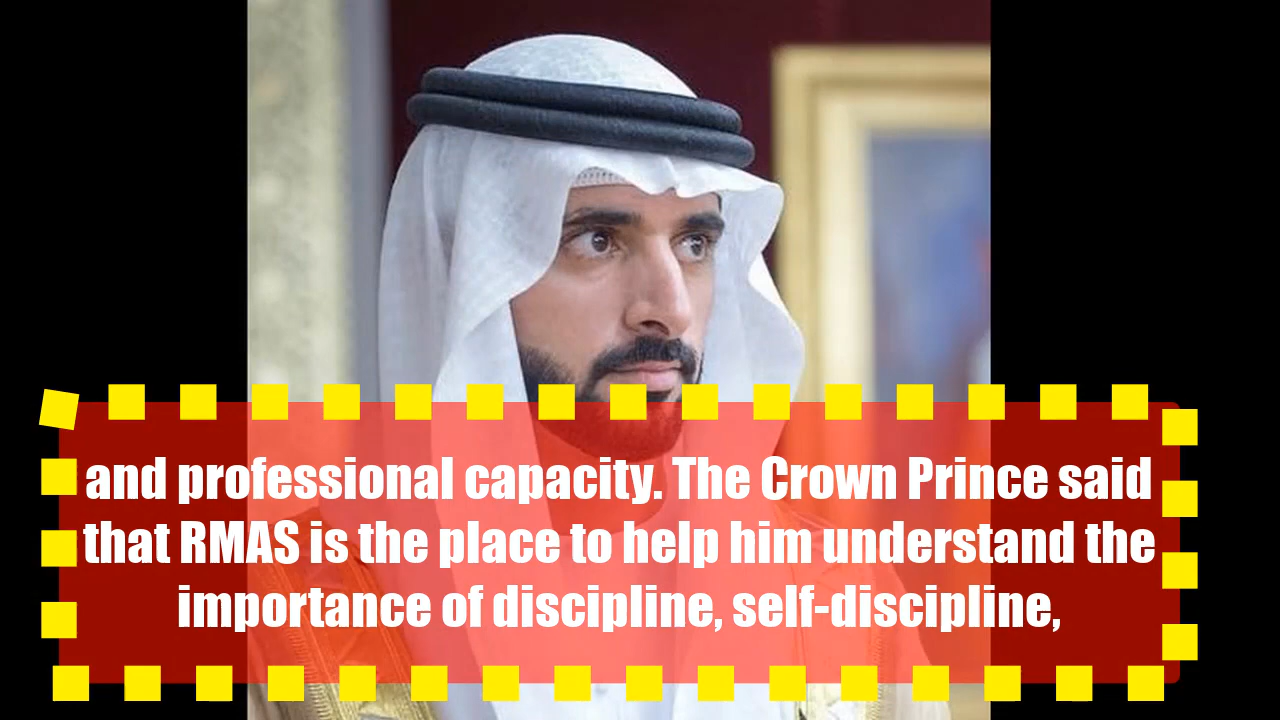 and professional capacity. The Crown Prince said
that RMAS is the place to help him understand the
importance of discipline, self-discipline,